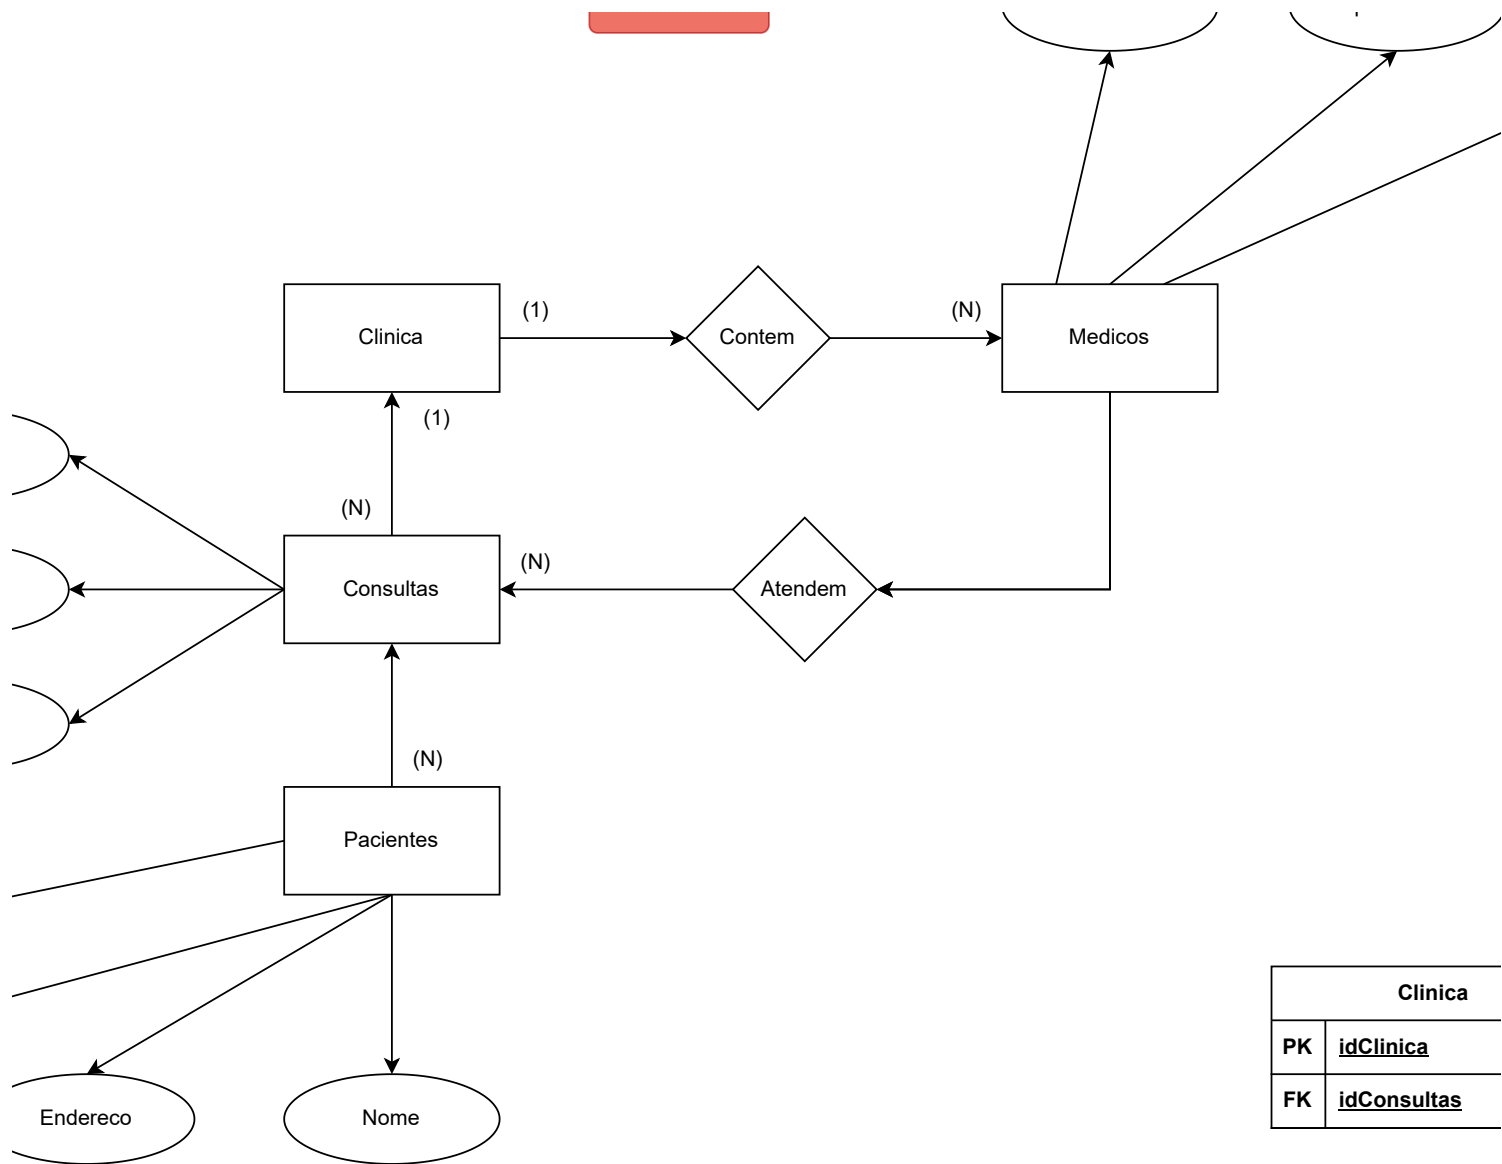 (1)
(N)
Clinica
Contem
Medicos
(1)
(N)
(N)
Consultas
Atendem
(N)
Pacientes
Clinica
PK
idClinica
FK
idConsultas
Endereco
Nome